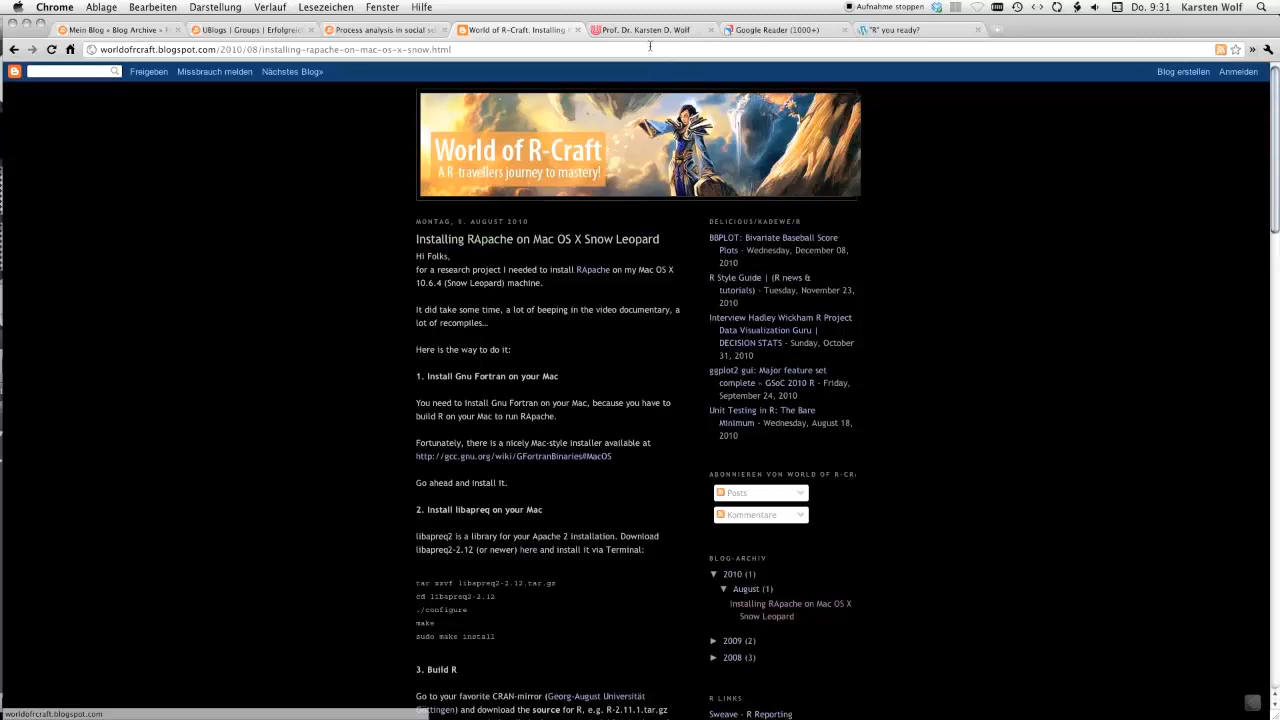 Chrome Ablage Bearbeiten Darstellung Verlauf Lesezeichen Fenster Hilfe Aufnahme stoppen Do. 9:31 Karsten Wolf
Mein Blog » Blog Archive » F UBlogs | Groups | Erfolgreich Process analysis in social sc World of R-Craft. Installing Prof. Dr. Karsten D. Wolf Google Reader (1000+) "R" you ready?
worldofrcraft.blogspot.com/2010/08/installing-rapache-on-mac-os-x-snow.html
Freigeben Missbrauch melden Nächstes Blog» Blog erstellen Anmelden
World of R-Craft
A R-travellers journey to mastery!
MONTAG, 9. AUGUST 2010
Installing RApache on Mac OS X Snow Leopard
Hi Folks,
for a research project I needed to install RApache on my Mac OS X
10.6.4 (Snow Leopard) machine.
It did take some time, a lot of beeping in the video documentary, a
lot of recompiles...
Here is the way to do it:
1. Install Gnu Fortran on your Mac
You need to install Gnu Fortran on your Mac, because you have to
build R on your Mac to run RApache.
Fortunately, there is a nicely Mac-style installer available at
http://gcc.gnu.org/wiki/GFortranBinaries#MacOS
Go ahead and install it.
2. Install libapreq on your Mac
libapreq2 is a library for your Apache 2 installation. Download
libapreq2-2.12 (or newer) here and install it via Terminal:
tar xzvf libapreq2-2.12.tar.gz
cd libapreq2-2.12
./configure
make
sudo make install
3. Build R
Go to your favorite CRAN-mirror (Georg-August Universität
Göttingen) and download the source for R, e.g. R-2.11.1.tar.gz
DELICIOUS/KADEWE/R
BBPLOT: Bivariate Baseball Score
Plots - Wednesday, December 08,
2010
R Style Guide | (R news &
tutorials) - Tuesday, November 23,
2010
Interview Hadley Wickham R Project
Data Visualization Guru |
DECISION STATS - Sunday, October
31, 2010
ggplot2 gui: Major feature set
complete « GSoC 2010 R - Friday,
September 24, 2010
Unit Testing in R: The Bare
Minimum - Wednesday, August 18,
2010
ABONNIEREN VON WORLD OF R-CRA
Posts
Kommentare
BLOG-ARCHIV
▼ 2010 (1)
▼ August (1)
Installing RApache on Mac OS X
Snow Leopard
► 2009 (2)
► 2008 (3)
R LINKS
Sweave - R Reporting
worldofrcraft.blogspot.com